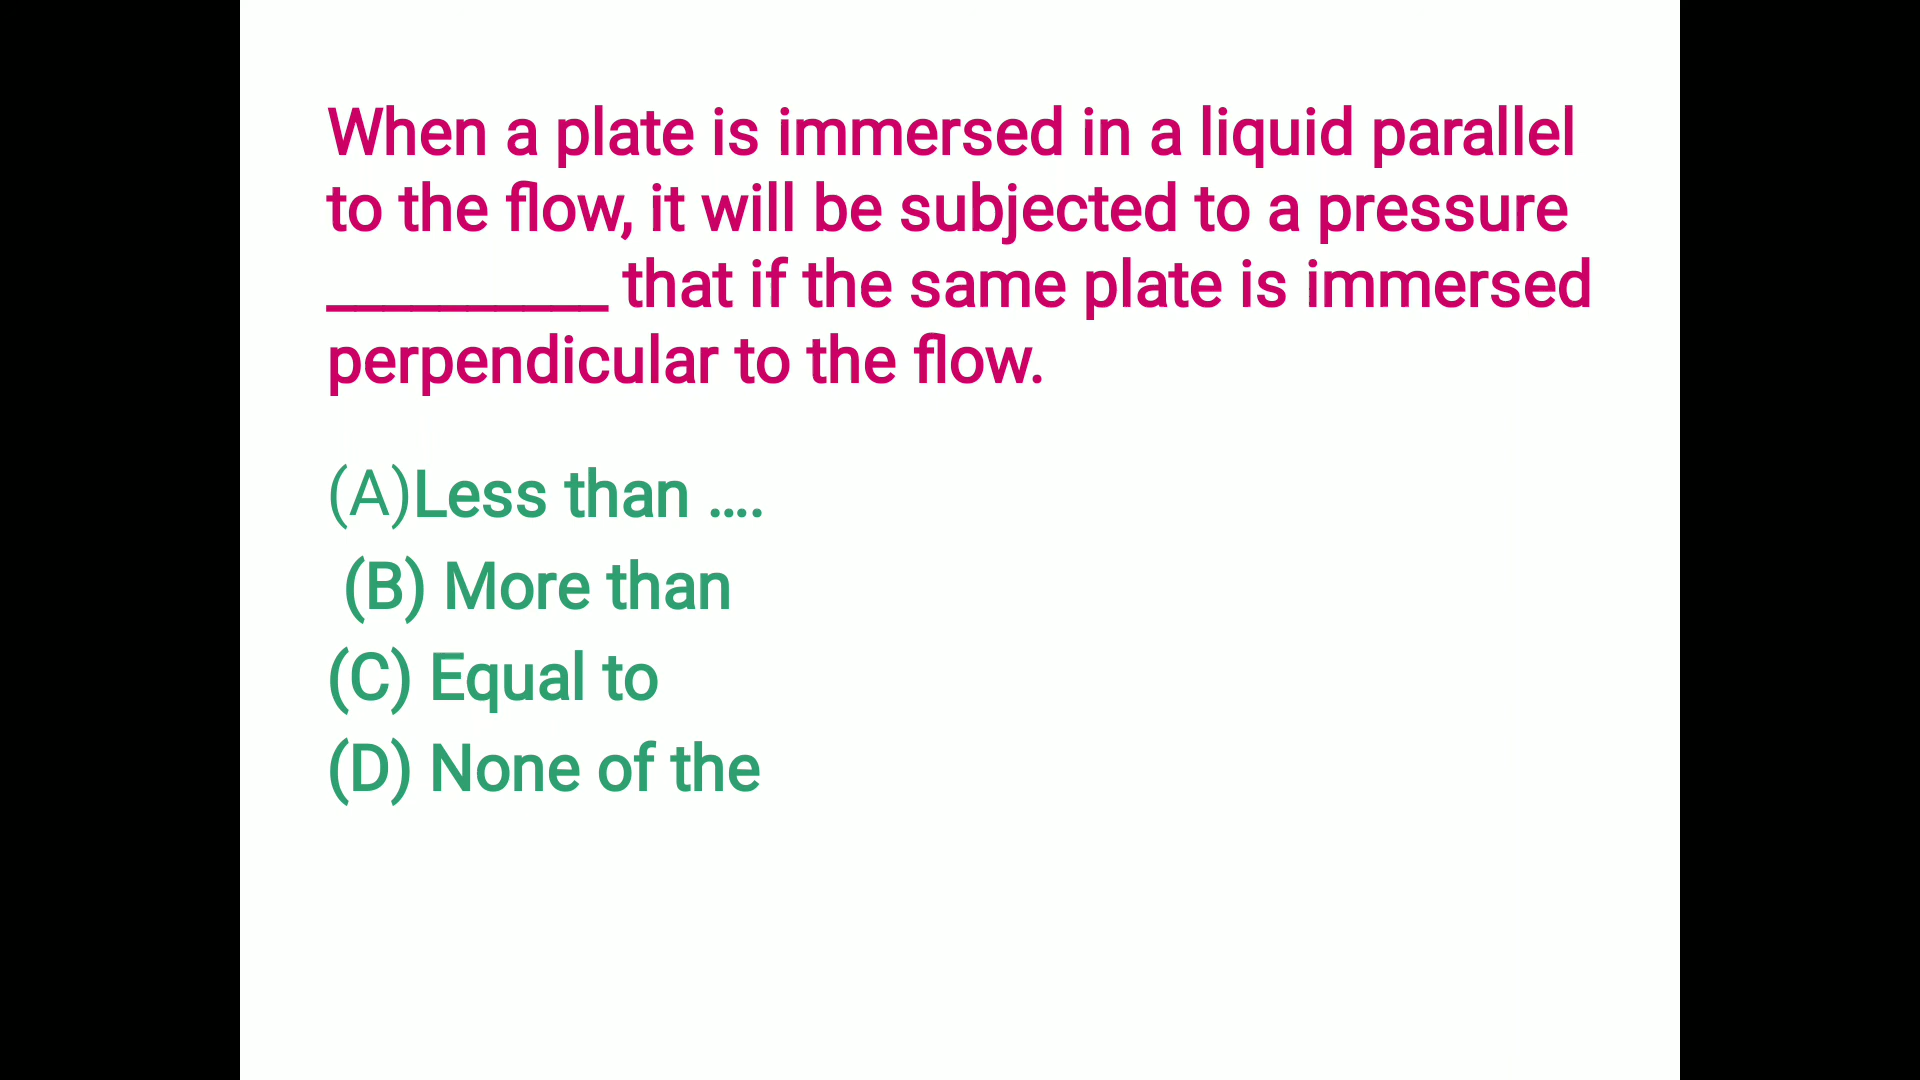 When a plate is immersed in a liquid parallel
to the flow, it will be subjected to a pressure
__________ that if the same plate is immersed
perpendicular to the flow.
(A)Less than ....
(B) More than
(C) Equal to
(D) None of the